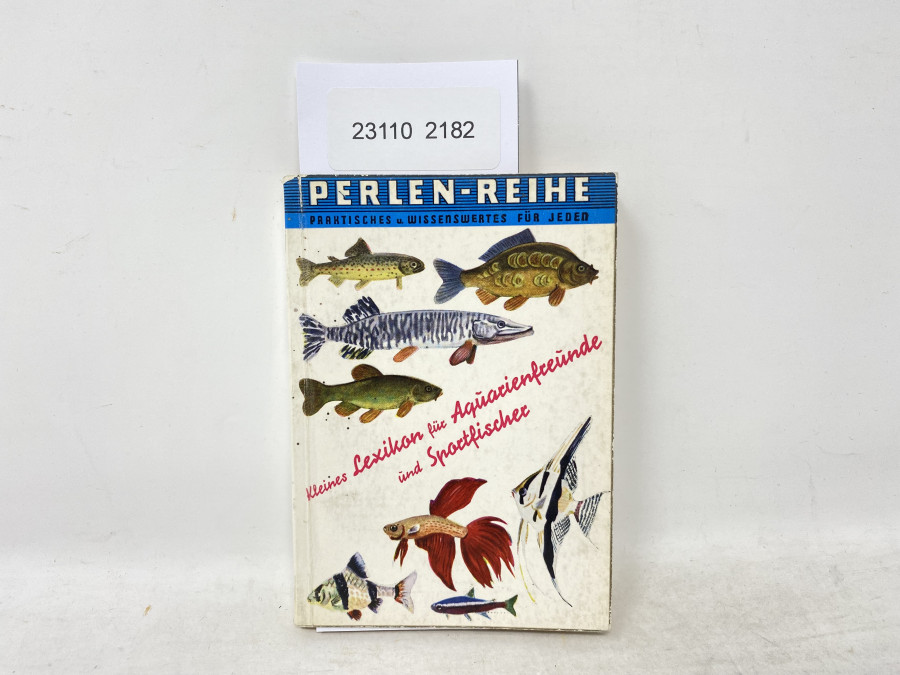 23110 2182
PERLEN-REIHE
PRAKTISCHES u. WISSENSWERTES FÜR JEDEN
Kleines Lexikon für Aquarienfreunde
und Sportfischer